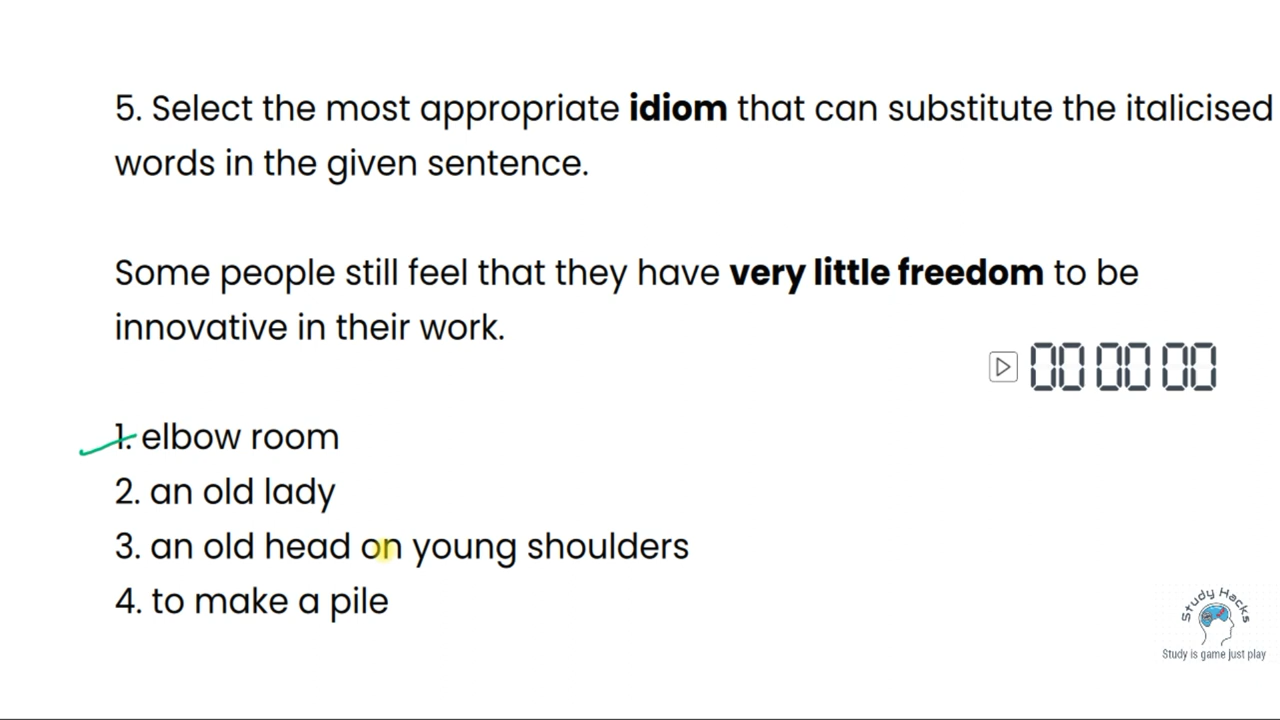 5. Select the most appropriate idiom that can substitute the italicised
words in the given sentence.
Some people still feel that they have very little freedom to be
innovative in their work.
00 00 00
1. elbow room
2. an old lady
3. an old head on young shoulders
4. to make a pile
Study Hacks
Study is game just play